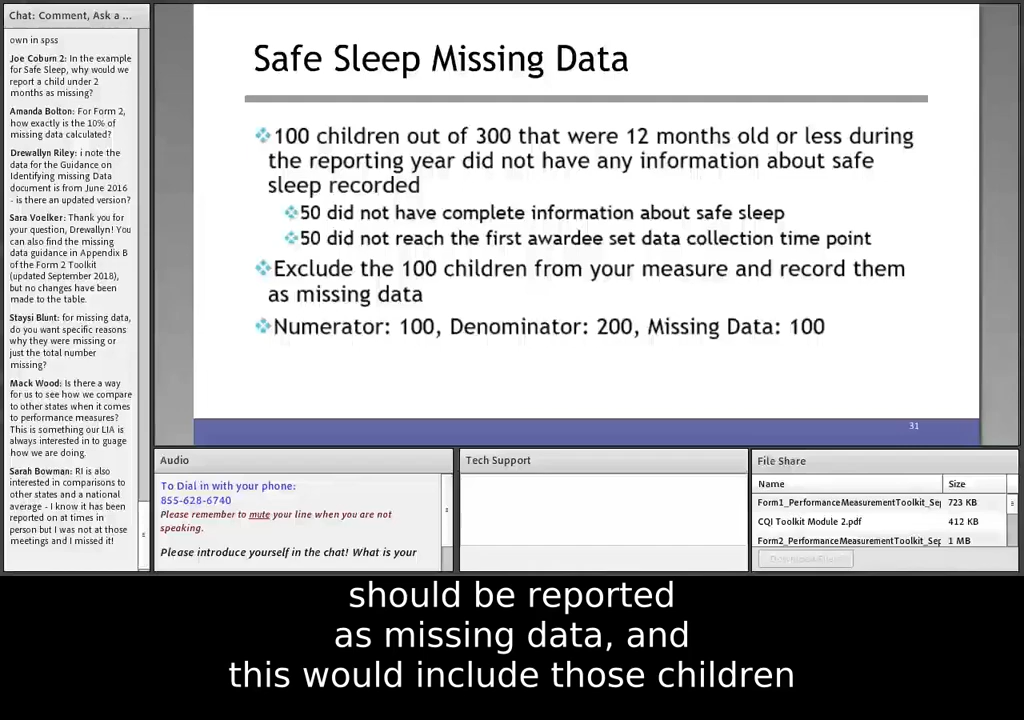 Chat: Comment, Ask a ...
own in spss
Joe Coburn 2: In the example
for Safe Sleep, why would we
report a child under 2
months as missing?
Amanda Bolton: For Form 2,
how exactly is the 10% of
missing data calculated?
Drewallyn Riley: i note the
data for the Guidance on
Identifying missing Data
document is from June 2016
- is there an updated version?
Sara Voelker: Thank you for
your question, Drewallyn! You
can also find the missing
data guidance in Appendix B
of the Form 2 Toolkit
(updated September 2018),
but no changes have been
made to the table.
Staysi Blunt: for missing data,
do you want specific reasons
why they were missing or
just the total number
missing?
Mack Wood: Is there a way
for us to see how we compare
to other states when it comes
to performance measures?
This is something our LIA is
always interested in to guage
how we are doing.
Sarah Bowman: RI is also
interested in comparisons to
other states and a national
average - I know it has been
reported on at times in
person but I was not at those
meetings and I missed it!
Safe Sleep Missing Data
100 children out of 300 that were 12 months old or less during
the reporting year did not have any information about safe
sleep recorded
50 did not have complete information about safe sleep
50 did not reach the first awardee set data collection time point
Exclude the 100 children from your measure and record them
as missing data
Numerator: 100, Denominator: 200, Missing Data: 100
31
Audio
To Dial in with your phone:
855-628-6740
Please remember to mute your line when you are not
speaking.
Please introduce yourself in the chat! What is your
Tech Support
File Share
Name Size
Form1_PerformanceMeasurementToolkit_Sep 723 KB
CQI Toolkit Module 2.pdf 412 KB
Form2_PerformanceMeasurementToolkit_Sep 1 MB
should be reported
as missing data, and
this would include those children